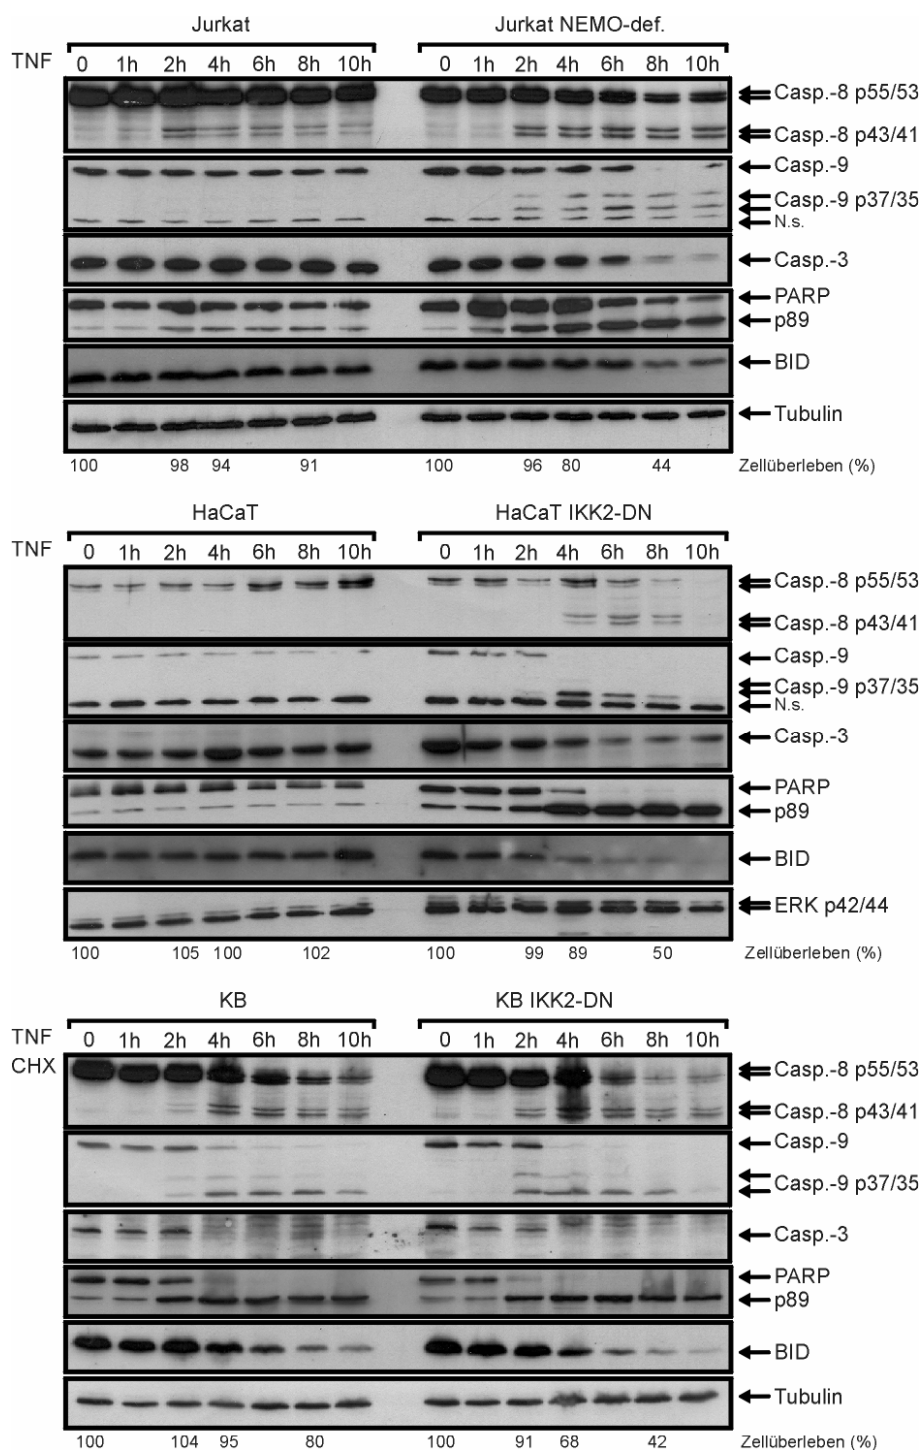 Jurkat Jurkat NEMO-def.
TNF 0 1h 2h 4h 6h 8h 10h 0 1h 2h 4h 6h 8h 10h
Casp.-8 p55/53
Casp.-8 p43/41
Casp.-9
Casp.-9 p37/35
N.s.
Casp.-3
PARP
p89
BID
Tubulin
100 98 94 91 100 96 80 44 Zellüberleben (%)
HaCaT HaCaT IKK2-DN
TNF 0 1h 2h 4h 6h 8h 10h 0 1h 2h 4h 6h 8h 10h
Casp.-8 p55/53
Casp.-8 p43/41
Casp.-9
Casp.-9 p37/35
N.s.
Casp.-3
PARP
p89
BID
ERK p42/44
100 105 100 102 100 99 89 50 Zellüberleben (%)
KB KB IKK2-DN
TNF 0 1h 2h 4h 6h 8h 10h 0 1h 2h 4h 6h 8h 10h
CHX
Casp.-8 p55/53
Casp.-8 p43/41
Casp.-9
Casp.-9 p37/35
Casp.-3
PARP
p89
BID
Tubulin
100 104 95 80 100 91 68 42 Zellüberleben (%)